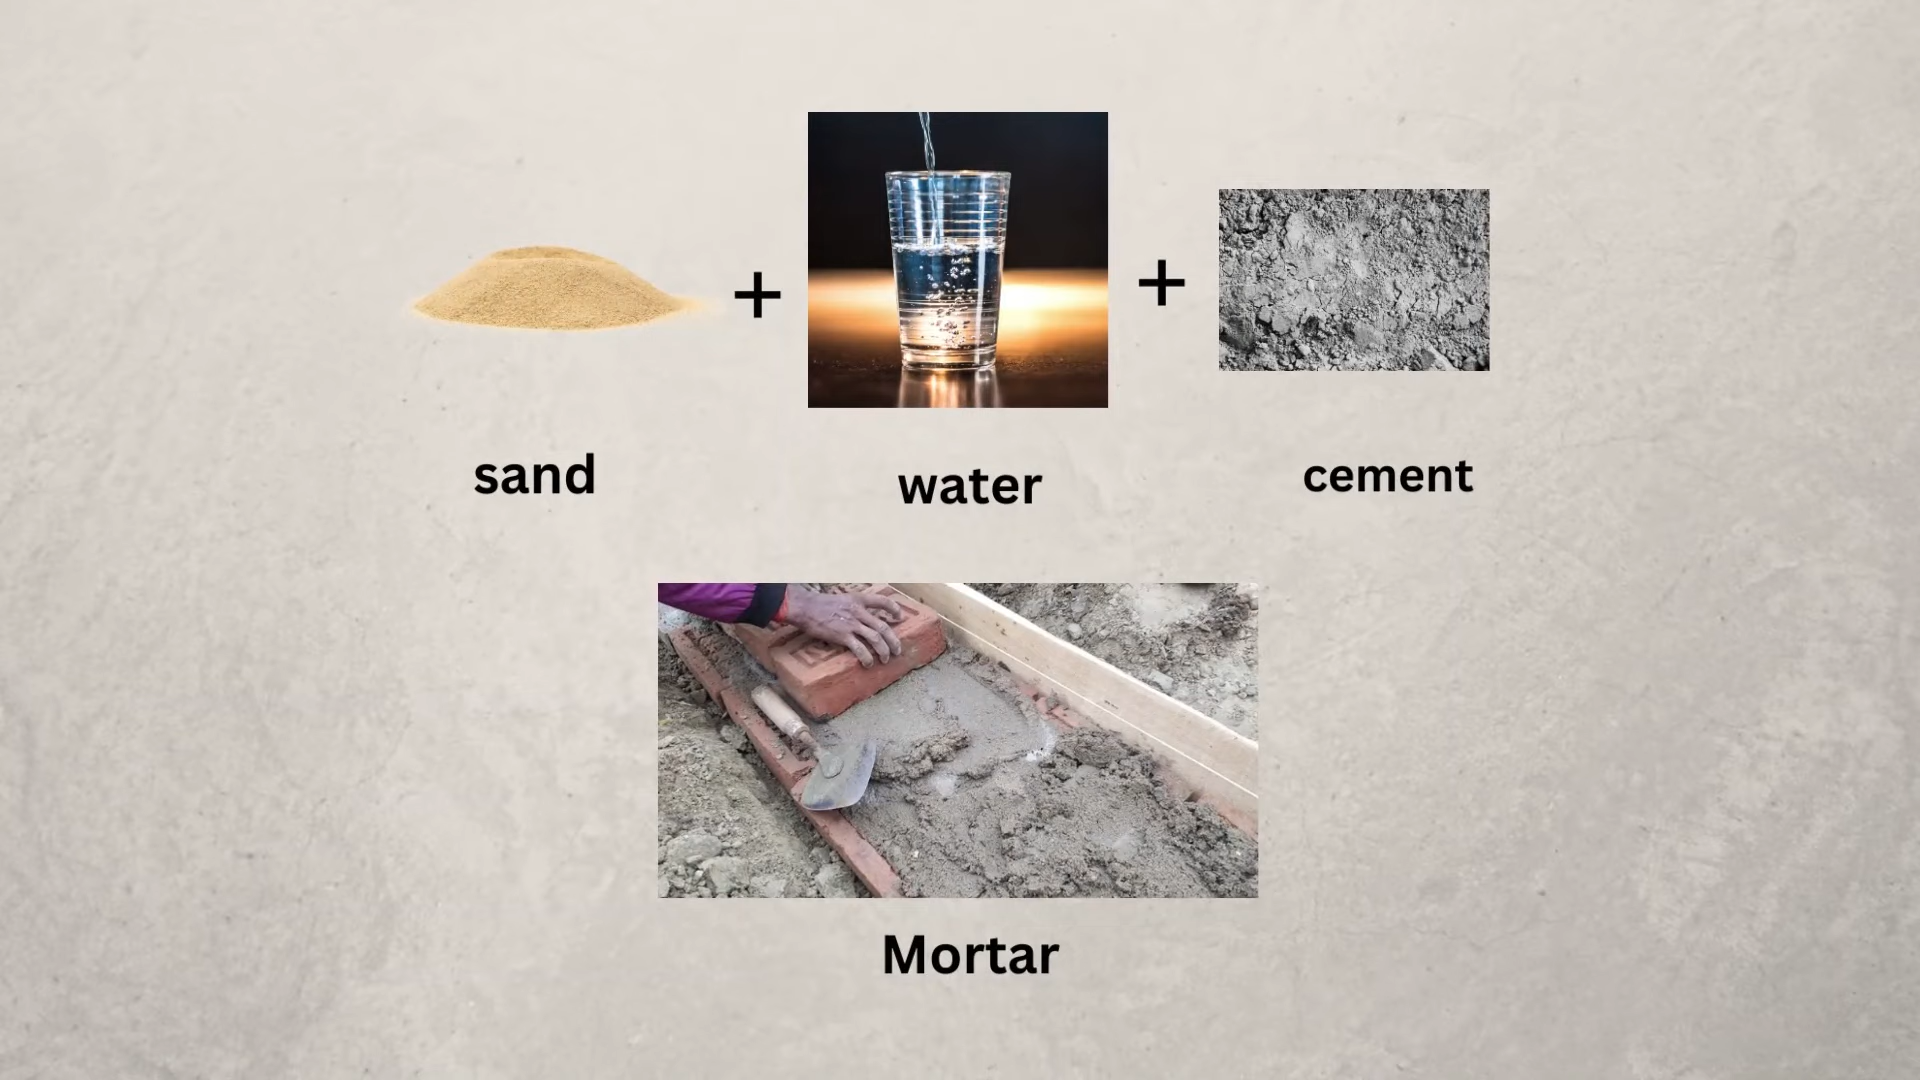 +
+
sand
water
cement
Mortar